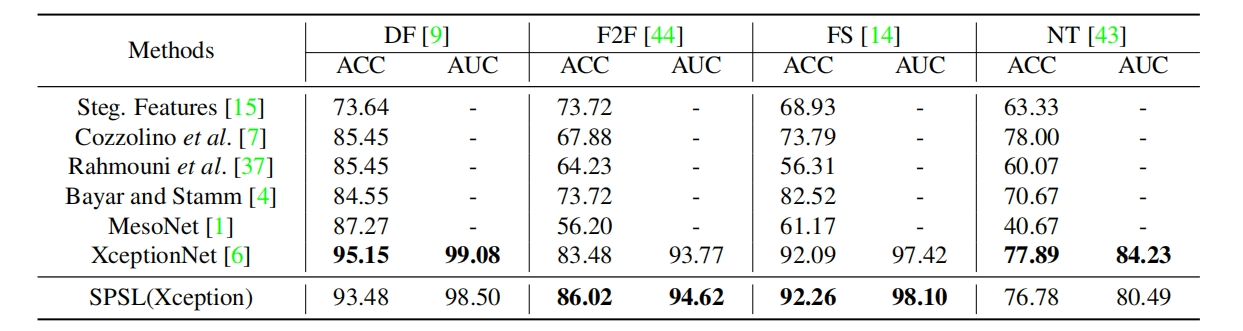 Methods DF [9] F2F [44] FS [14] NT [43]
ACC AUC ACC AUC ACC AUC ACC AUC
Steg. Features [15] 73.64 - 73.72 - 68.93 - 63.33 -
Cozzolino et al. [7] 85.45 - 67.88 - 73.79 - 78.00 -
Rahmouni et al. [37] 85.45 - 64.23 - 56.31 - 60.07 -
Bayar and Stamm [4] 84.55 - 73.72 - 82.52 - 70.67 -
MesoNet [1] 87.27 - 56.20 - 61.17 - 40.67 -
XceptionNet [6] 95.15 99.08 83.48 93.77 92.09 97.42 77.89 84.23
SPSL(Xception) 93.48 98.50 86.02 94.62 92.26 98.10 76.78 80.49